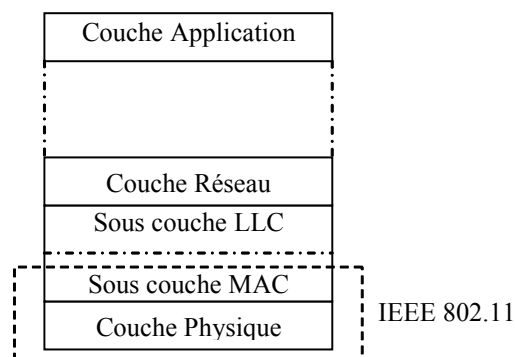 Couche Application
Couche Réseau
Sous couche LLC
Sous couche MAC
Couche Physique
IEEE 802.11